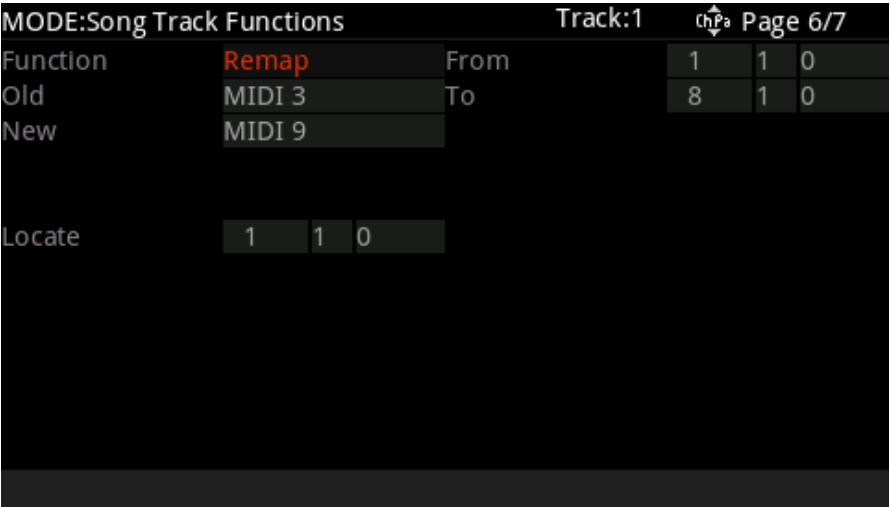 MODE:Song Track Functions Track:1 ChPa Page 6/7
Function Remap From 1 1 0
Old MIDI 3 To 8 1 0
New MIDI 9
Locate 1 1 0